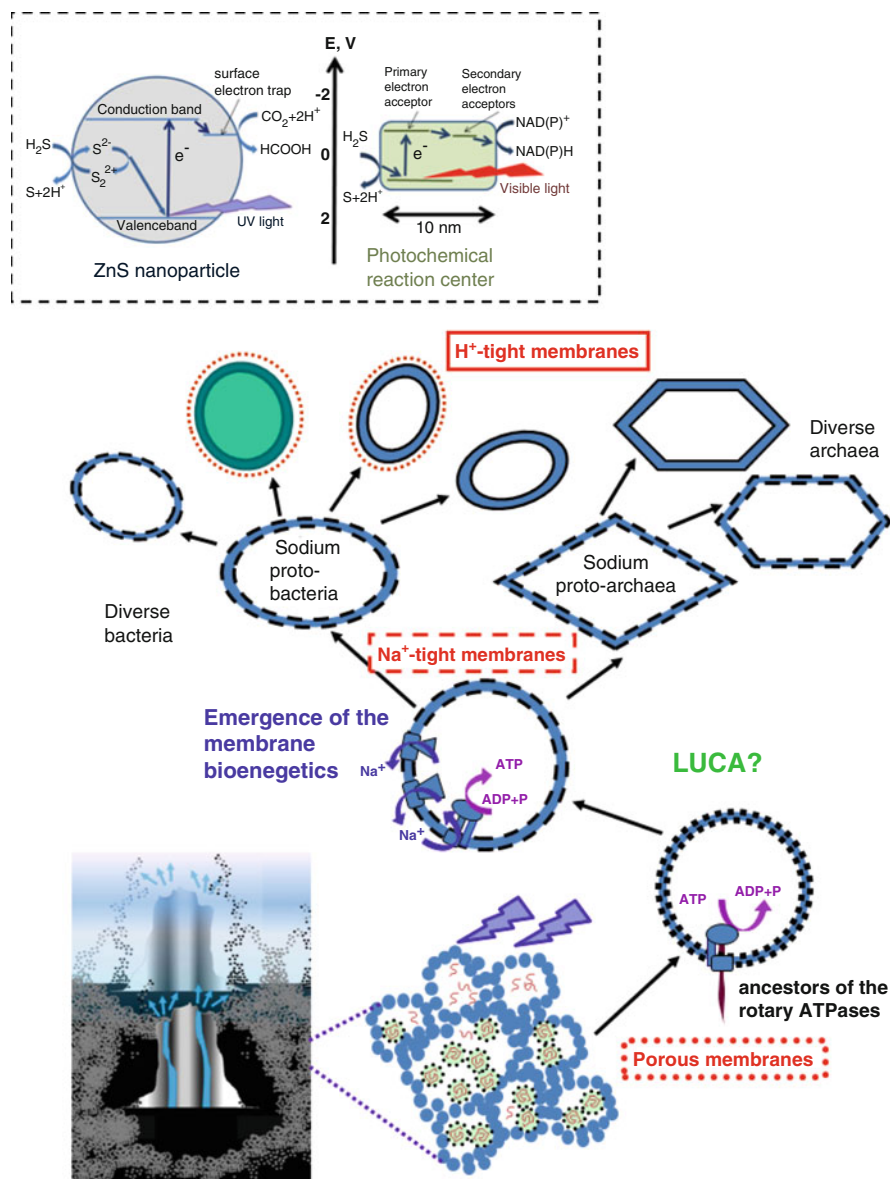 surface
electron trap
Conduction band
CO₂+2H⁺
HCOOH
H₂S
S²⁻
S₂²⁺
S+2H⁺
e⁻
Valenceband
UV light
ZnS nanoparticle
E, V
-2
0
2
Primary
electron
acceptor
Secondary
electron
acceptors
H₂S
NAD(P)⁺
NAD(P)H
e⁻
S+2H⁺
Visible light
10 nm
Photochemical
reaction center
H⁺-tight membranes
Diverse
archaea
Sodium
proto-
bacteria
Sodium
proto-archaea
Diverse
bacteria
Na⁺-tight membranes
Emergence of the
membrane
bioenegetics
Na⁺
Na⁺
ATP
ADP+P
LUCA?
ATP
ADP+P
ancestors of the
rotary ATPases
Porous membranes